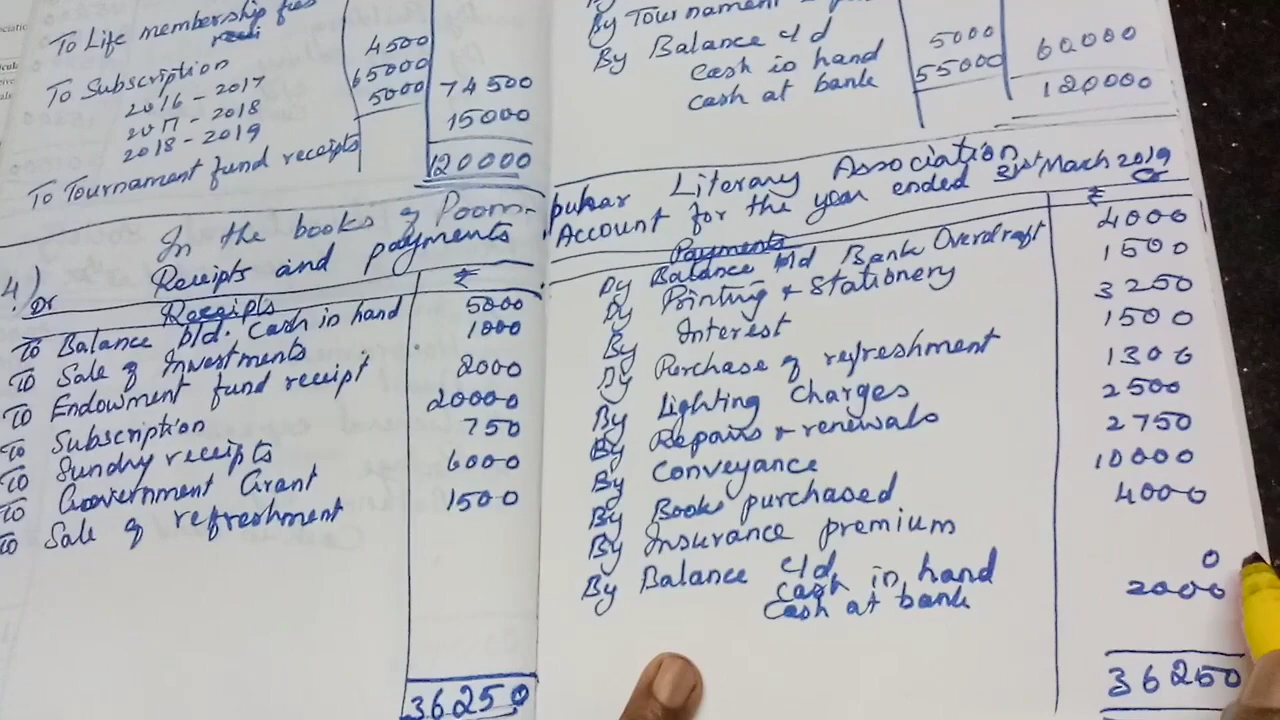 To Life membership fees
To Subscription
2016 - 2017 4500
2017 - 2018 65000
2018 - 2019 5000 74500
To Tournament fund receipts 15000
120000
By Tournament
By Balance c/d
Cash in hand 5000
Cash at bank 55000 60000
120000
In the books of Poom-puhar Literary Association
4.) Receipts and payments Account for the year ended 31st Mach 2019
Dr Cr
Receipts ₹
To Balance b/d. Cash in hand 5000
To Sale of Investments 1000
To Endowment fund receipt 2000
To Subscription 20000
To Sundry receipts 750
To Government Grant 6000
To Sale of refreshment 1500
36250
Payments ₹
By Balance b/d Bank Overdraft 4000
By Printing & Stationery 1500
By Interest 3250
By Purchase of refreshment 1500
By Lighting Charges 1300
By Repairs & renewals 2500
By Conveyance 2750
By Books purchased 10000
By Insurance premium 4000
By Balance c/d
Cash in hand 0
Cash at bank 2000
36250